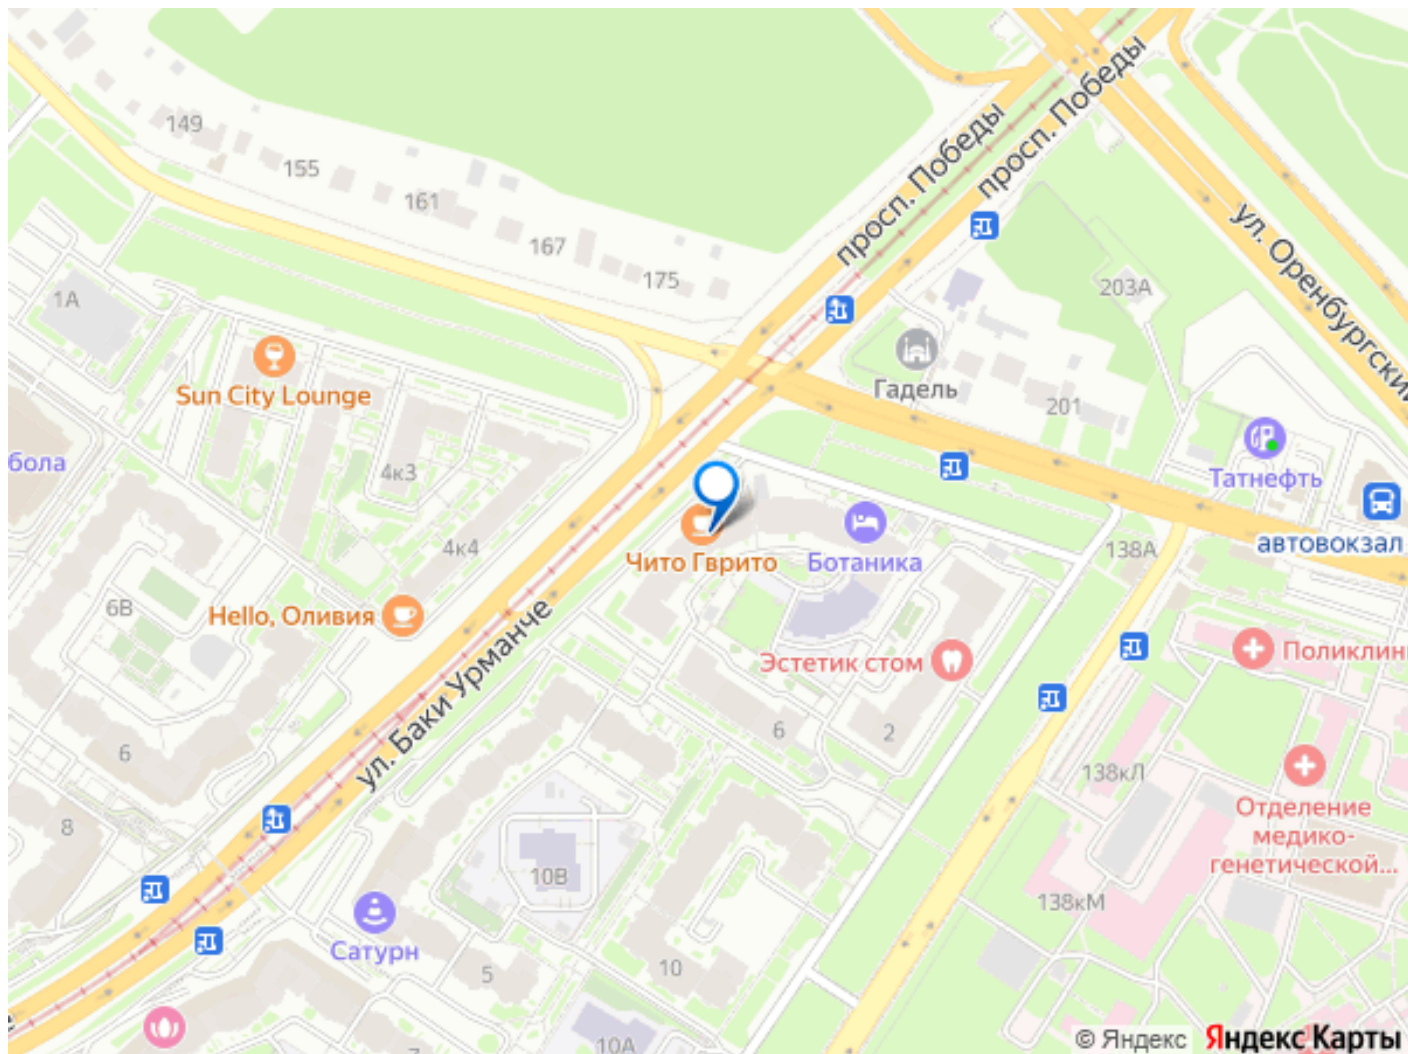 просп. Победы
просп. Победы
149
155
161
167
175
ул. Оренбургский
203А
1А
Sun City Lounge
Гадель
201
4к3
бола
Татнефть
4к4
Чито Гврито
Ботаника
138А
автовокзал
6В
Hello, Оливия
ул. Баки Урманче
Эстетик стом
Поликлин
6
2
6
138кЛ
8
Отделение
медико-
генетической...
10В
138кМ
Сатурн
5
10
10А
7
© Яндекс Яндекс Карты